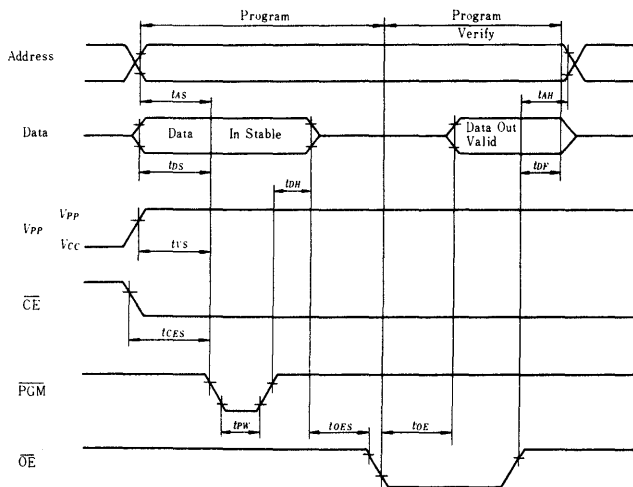 Program Program
Verify
Address
tAS
tAH
Data
Data In Stable
Data Out
Valid
tDS
tDH
tDF
VPP VPP
VCC
tVS
CE
tCES
PGM
tPW
tOES
tOE
OE